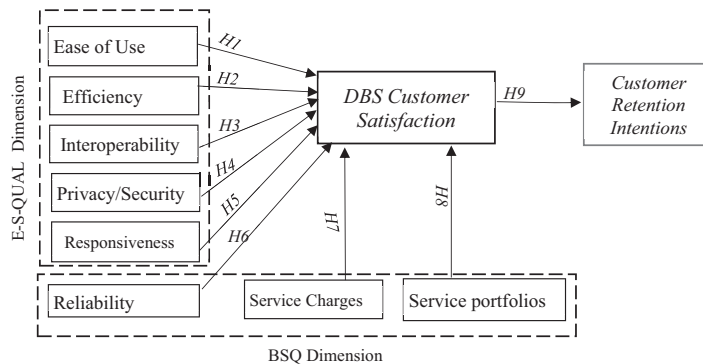 Ease of Use
Efficiency
Interoperability
Privacy/Security
Responsiveness
E-S-QUAL Dimension
H1
H2
H3
H4
H5
H6
DBS Customer
Satisfaction
H9
Customer
Retention
Intentions
H7
H8
Reliability
Service Charges
Service portfolios
BSQ Dimension